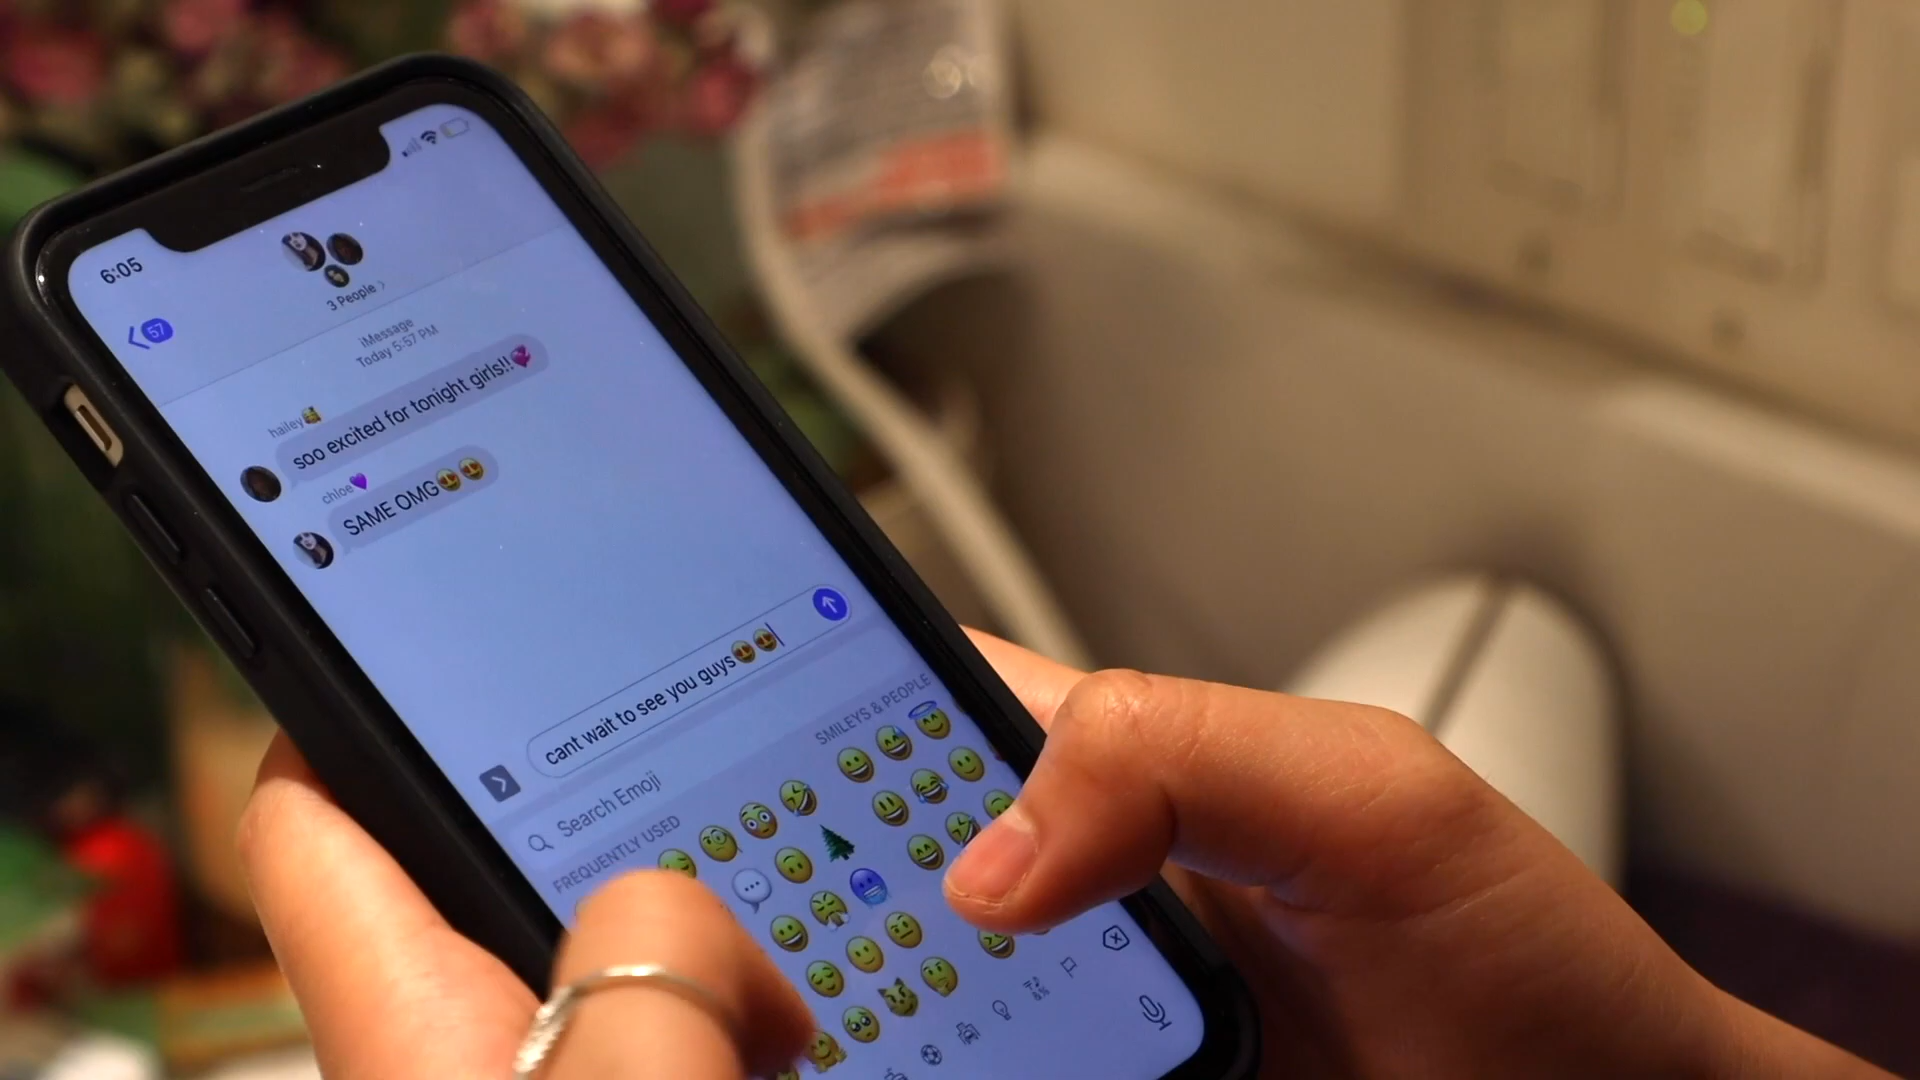 6:05
57
3 People >
iMessage
Today 5:57 PM
hailey🥰
soo excited for tonight girls!!💞
chloe💜
SAME OMG😍😍
cant wait to see you guys😍😍
Search Emoji
FREQUENTLY USED
SMILEYS & PEOPLE